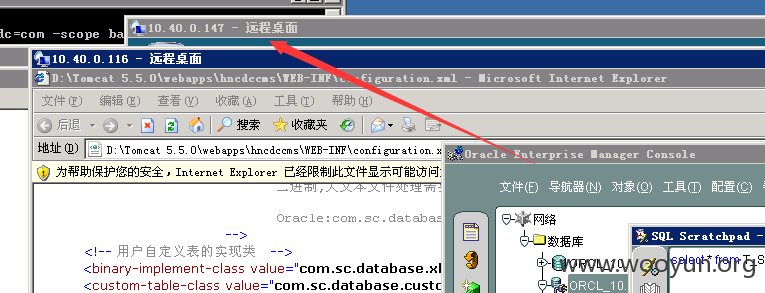 dc=com -scope ba
10.40.0.147 - 远程桌面
10.40.0.116 - 远程桌面
D:\Tomcat 5.5.0\webapps\hncdccms\WEB-INF\configuration.xml - Microsoft Internet Explorer
文件(F) 编辑(E) 查看(V) 收藏(A) 工具(T) 帮助(H)
后退 搜索 收藏夹
地址(D) D:\Tomcat 5.5.0\webapps\hncdccms\WEB-INF\configuration.x
为帮助保护您的安全，Internet Explorer 已经限制此文件显示可能访问
二进制,大文本文件处理需
Oracle:com.sc.databas
-->
<!-- 用户自定义表的实现类 -->
<binary-implement-class value="com.sc.database.xl
<custom-table-class value="com.sc.database.custo
Oracle Enterprise Manager Console
文件(F) 导航器(N) 对象(O) 工具(T) 配置(C)
网络
数据库
ORCL
ORCL_10.
SQL Scratchpad -
select * from T_S
www.wooyun.org